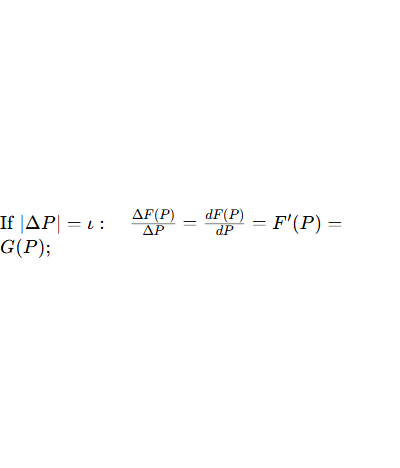 If |ΔP| = ι :  ΔF(P)/ΔP = dF(P)/dP = F′(P) =
G(P);